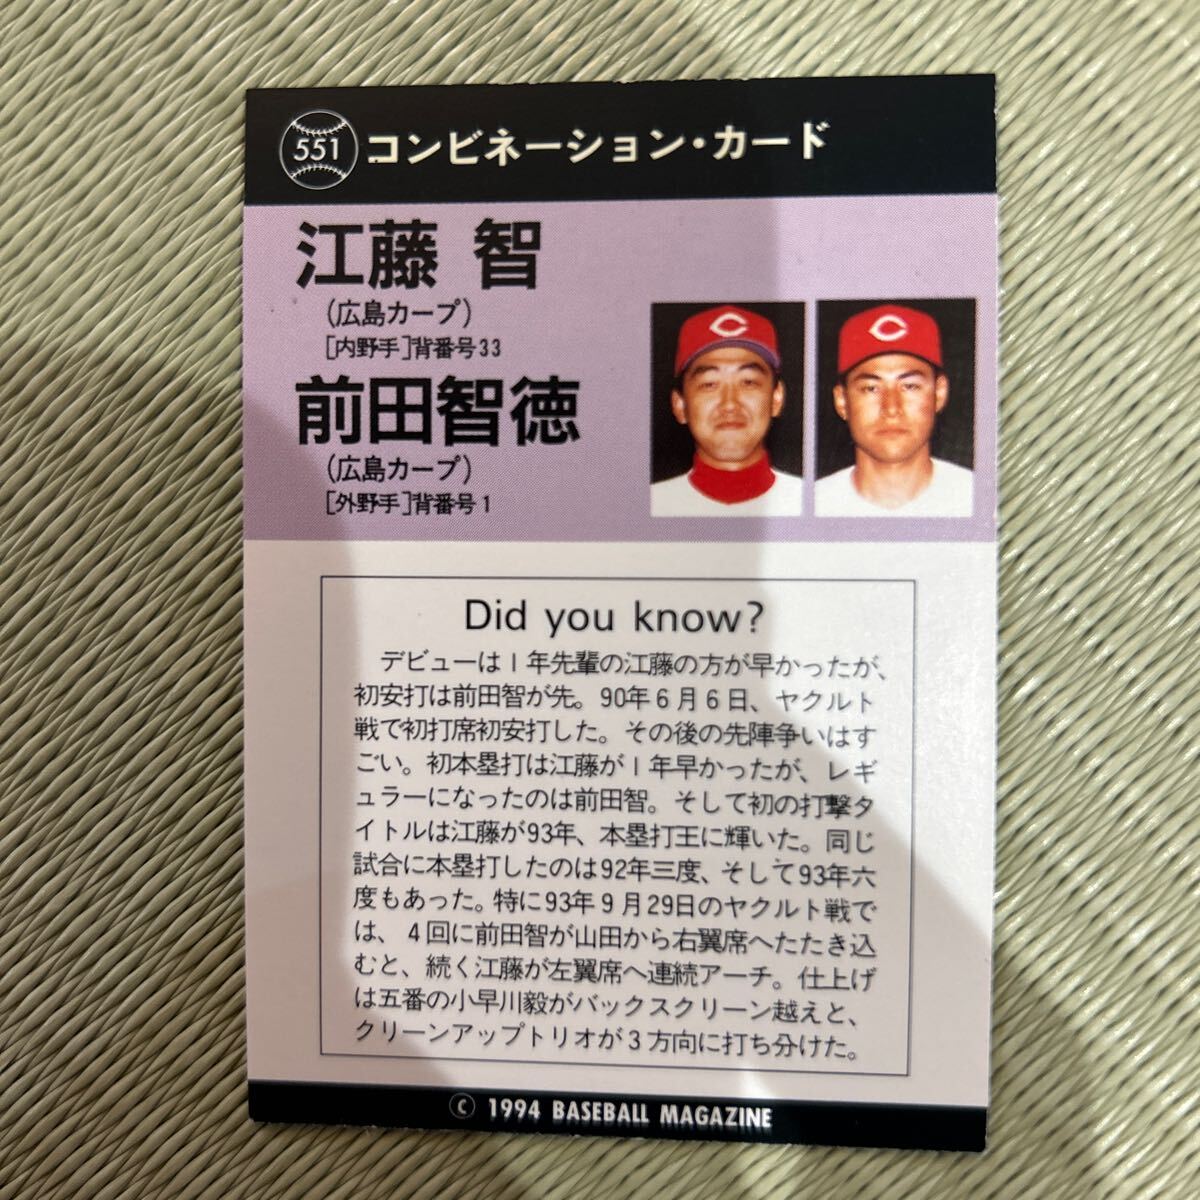 551 コンビネーション・カード
江藤 智
(広島カープ)
[内野手]背番号33
前田智徳
(広島カープ)
[外野手]背番号1
C C
Did you know?
デビューは1年先輩の江藤の方が早かったが、
初安打は前田智が先。90年6月6日、ヤクルト
戦で初打席初安打した。その後の先陣争いはす
ごい。初本塁打は江藤が1年早かったが、レギ
ュラーになったのは前田智。そして初の打撃タ
イトルは江藤が93年、本塁打王に輝いた。同じ
試合に本塁打したのは92年三度、そして93年六
度もあった。特に93年9月29日のヤクルト戦で
は、4回に前田智が山田から右翼席へたたき込
むと、続く江藤が左翼席へ連続アーチ。仕上げ
は五番の小早川毅がバックスクリーン越えと、
クリーンアップトリオが3方向に打ち分けた。
© 1994 BASEBALL MAGAZINE